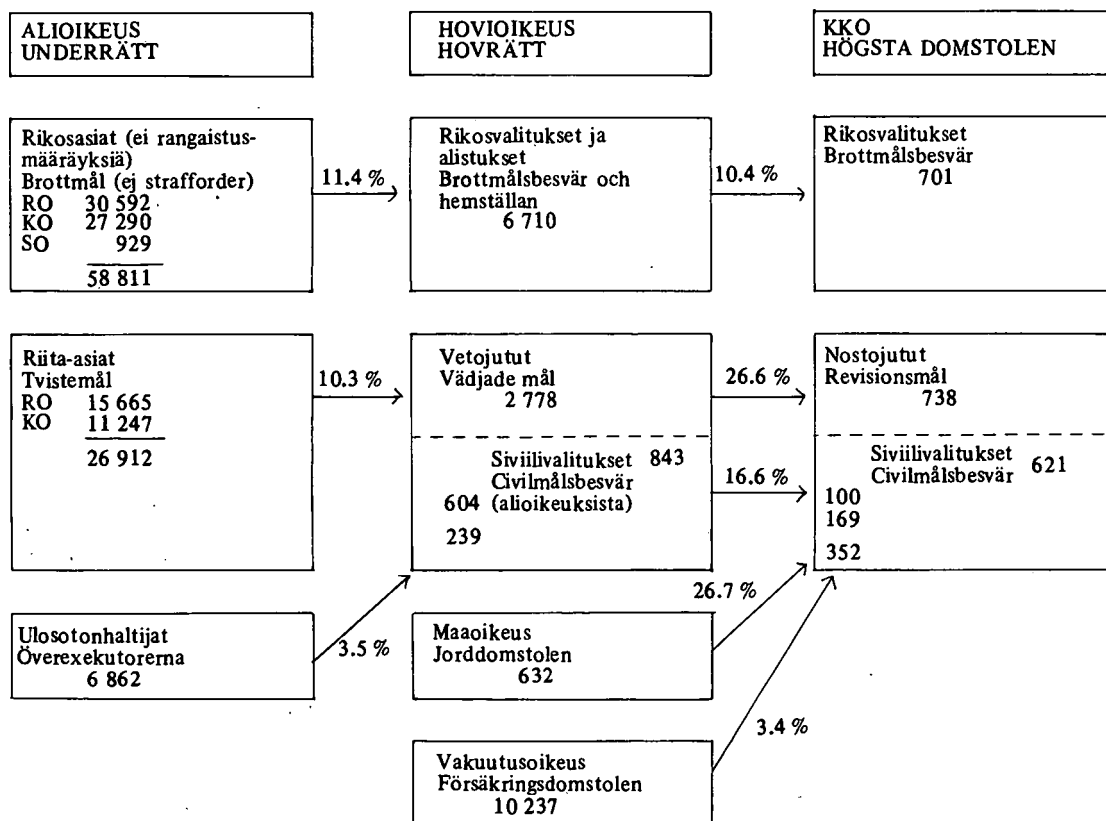 ALIOIKEUS
UNDERRÄTT
HOVIOIKEUS
HOVRÄTT
KKO
HÖGSTA DOMSTOLEN
Rikosasiat (ei rangaistus-
määräyksiä)
Brottmål (ej strafforder)
RO 30 592
KO 27 290
SO 929
58 811
11.4 %
Rikosvalitukset ja
alistukset
Brottmålsbesvär och
hemställan
6 710
10.4 %
Rikosvalitukset
Brottmålsbesvär
701
Riita-asiat
Tvistemål
RO 15 665
KO 11 247
26 912
10.3 %
Vetojutut
Vädjade mål
2 778
26.6 %
Nostojutut
Revisionsmål
738
Siviilivalitukset 843
Civilmålsbesvär
604 (alioikeuksista)
239
16.6 %
Siviilivalitukset 621
Civilmålsbesvär
100
169
352
Ulosotonhaltijat
Överexekutorerna
6 862
3.5 %
Maaoikeus
Jorddomstolen
632
26.7 %
Vakuutusoikeus
Försäkringsdomstolen
10 237
3.4 %